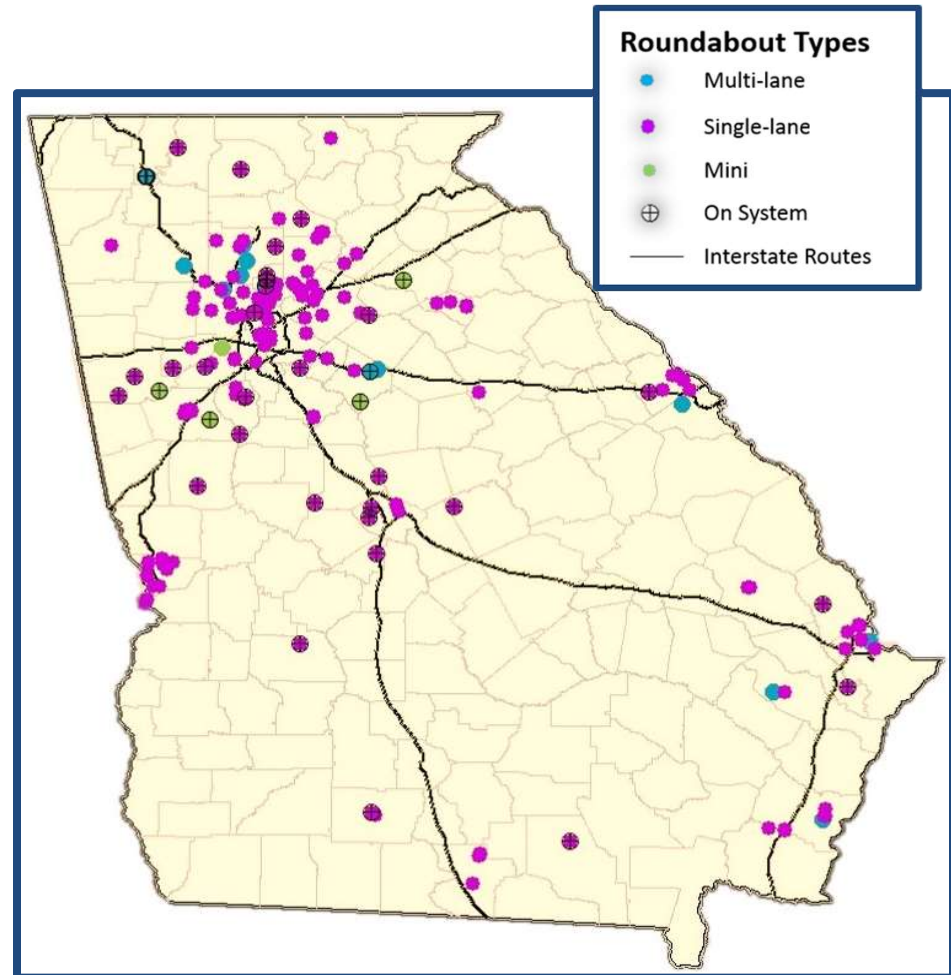 Roundabout Types
Multi-lane
Single-lane
Mini
On System
Interstate Routes